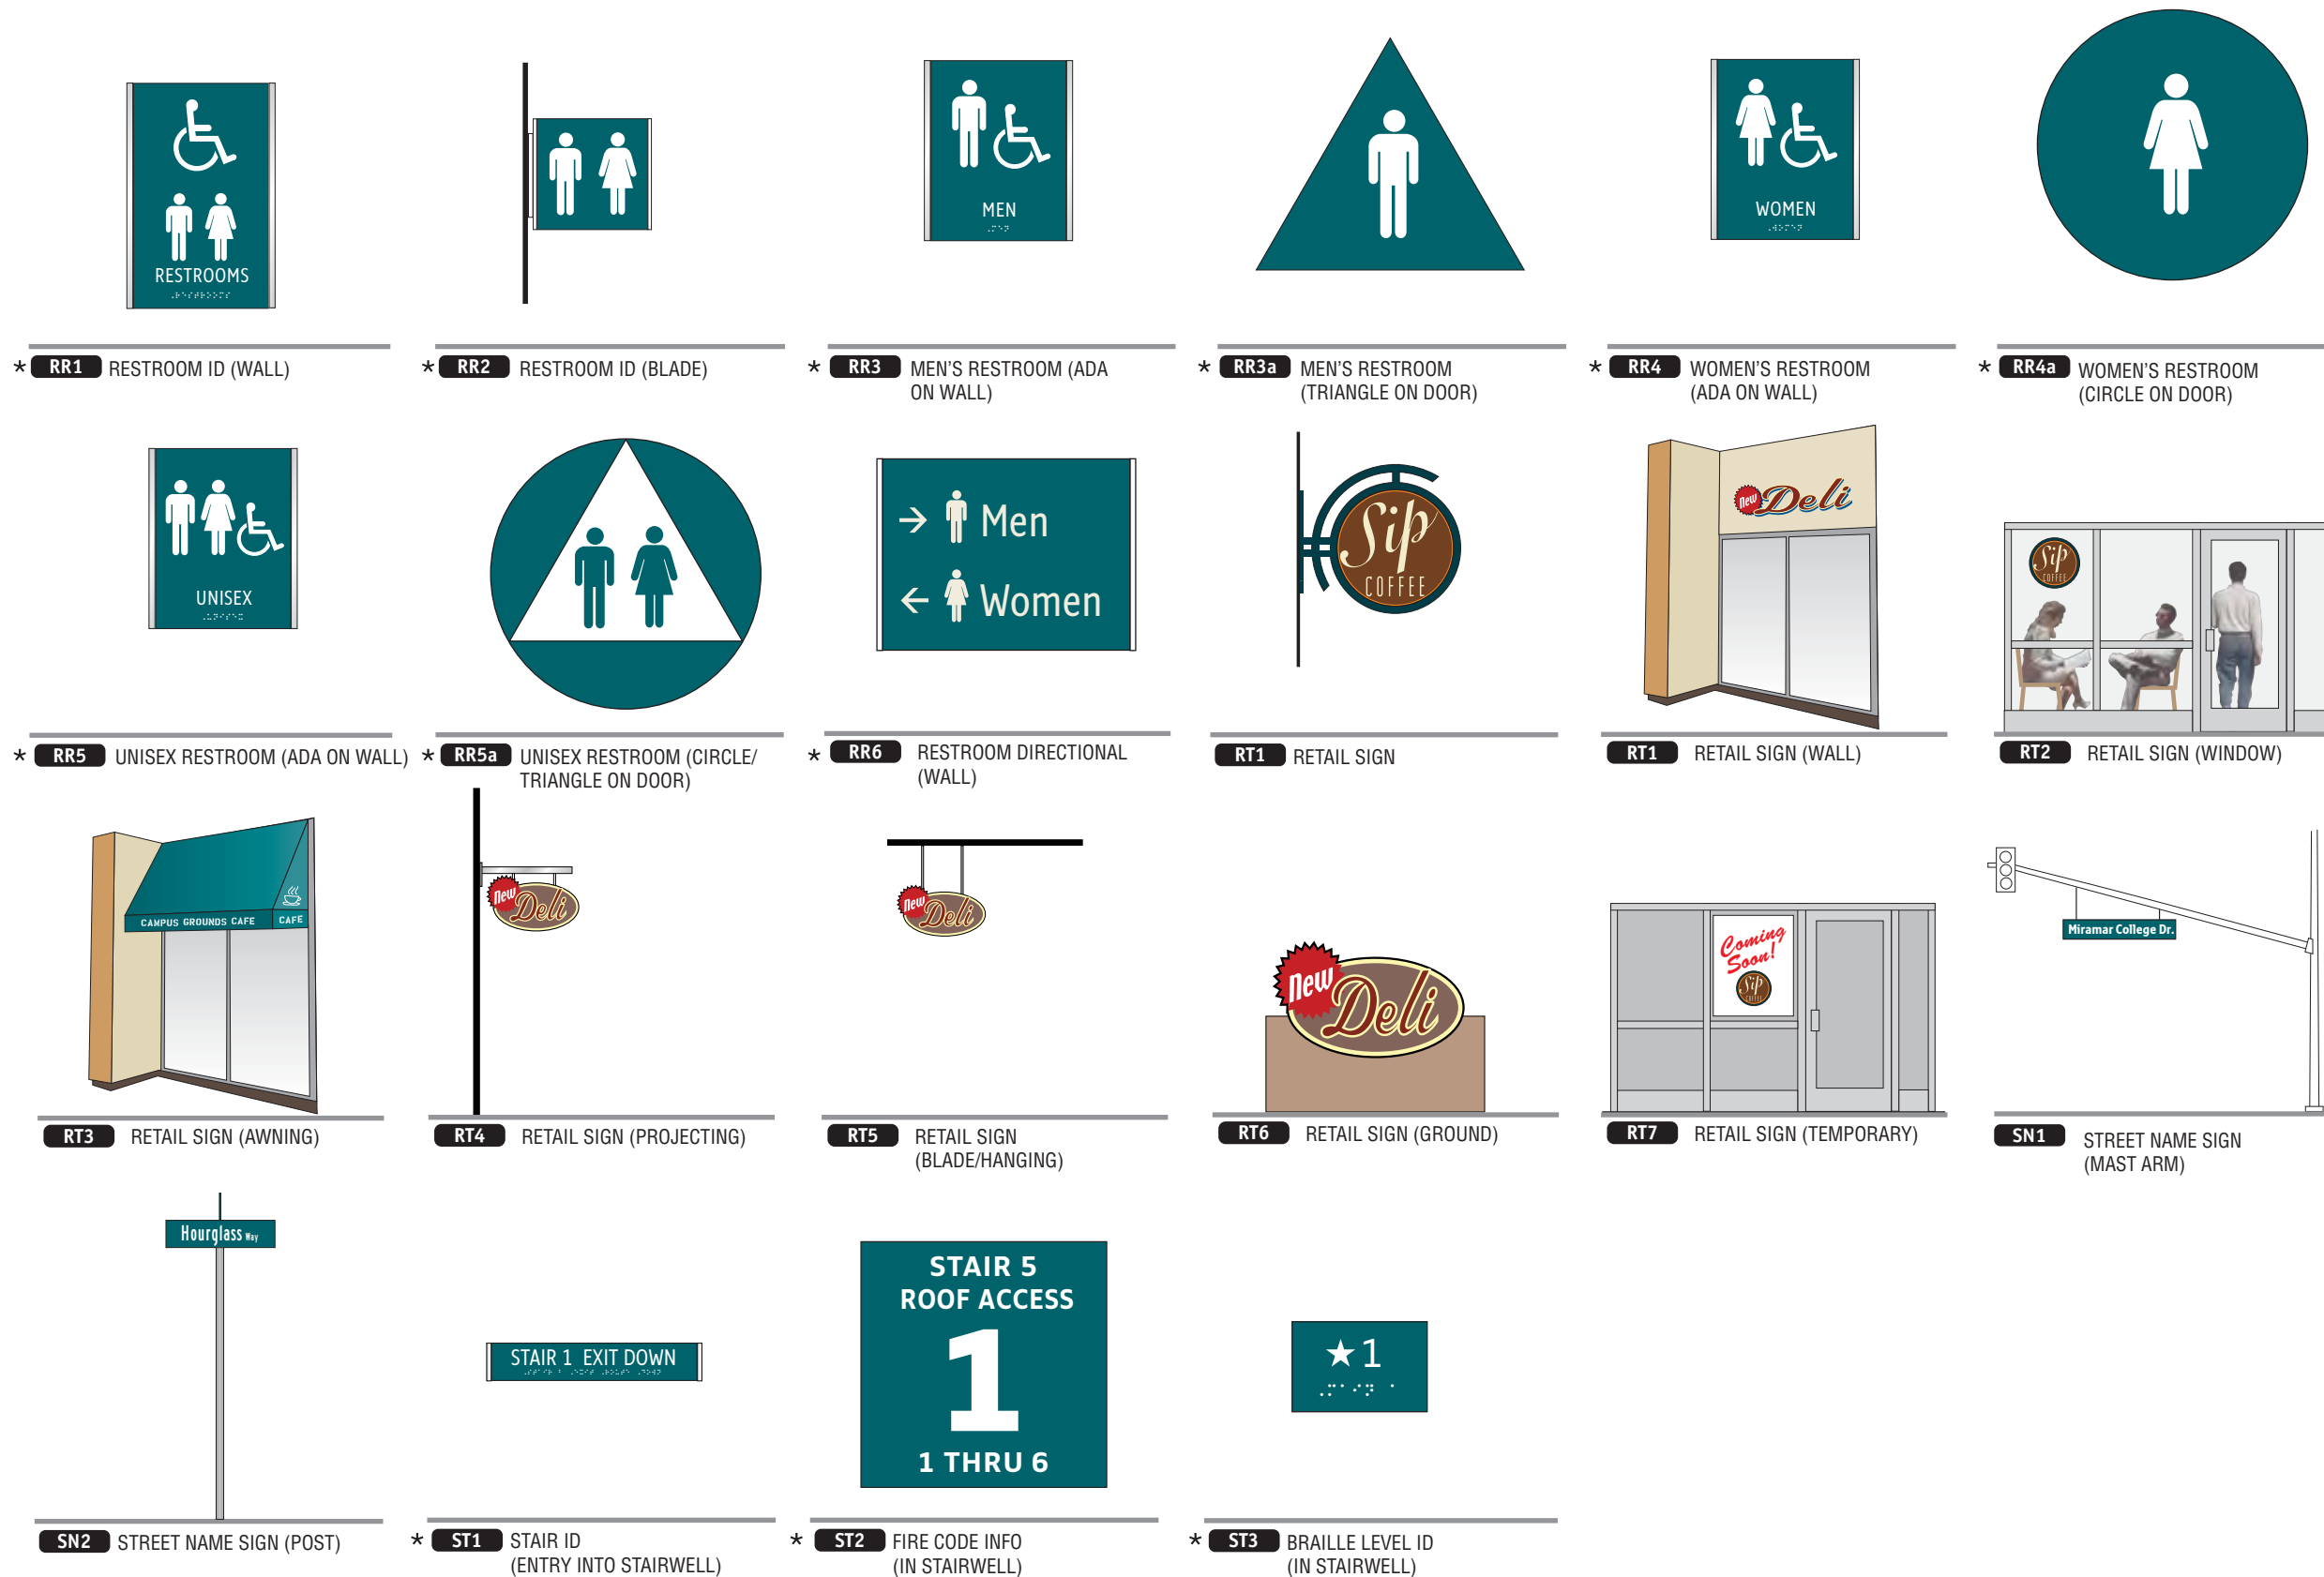 RESTROOMS
* RR1 RESTROOM ID (WALL)
* RR2 RESTROOM ID (BLADE)
MEN
* RR3 MEN'S RESTROOM (ADA
ON WALL)
* RR3a MEN'S RESTROOM
(TRIANGLE ON DOOR)
WOMEN
* RR4 WOMEN'S RESTROOM
(ADA ON WALL)
* RR4a WOMEN'S RESTROOM
(CIRCLE ON DOOR)
UNISEX
* RR5 UNISEX RESTROOM (ADA ON WALL)
* RR5a UNISEX RESTROOM (CIRCLE/
TRIANGLE ON DOOR)
→ Men
← Women
* RR6 RESTROOM DIRECTIONAL
(WALL)
Sip
COFFEE
RT1 RETAIL SIGN
new Deli
RT1 RETAIL SIGN (WALL)
Sip
COFFEE
RT2 RETAIL SIGN (WINDOW)
CAMPUS GROUNDS CAFE CAFE
RT3 RETAIL SIGN (AWNING)
new Deli
RT4 RETAIL SIGN (PROJECTING)
new Deli
RT5 RETAIL SIGN
(BLADE/HANGING)
new Deli
RT6 RETAIL SIGN (GROUND)
Coming
Soon!
Sip
COFFEE
RT7 RETAIL SIGN (TEMPORARY)
Miramar College Dr.
SN1 STREET NAME SIGN
(MAST ARM)
Hourglass Way
SN2 STREET NAME SIGN (POST)
STAIR 1 EXIT DOWN
* ST1 STAIR ID
(ENTRY INTO STAIRWELL)
STAIR 5
ROOF ACCESS
1
1 THRU 6
* ST2 FIRE CODE INFO
(IN STAIRWELL)
★1
* ST3 BRAILLE LEVEL ID
(IN STAIRWELL)